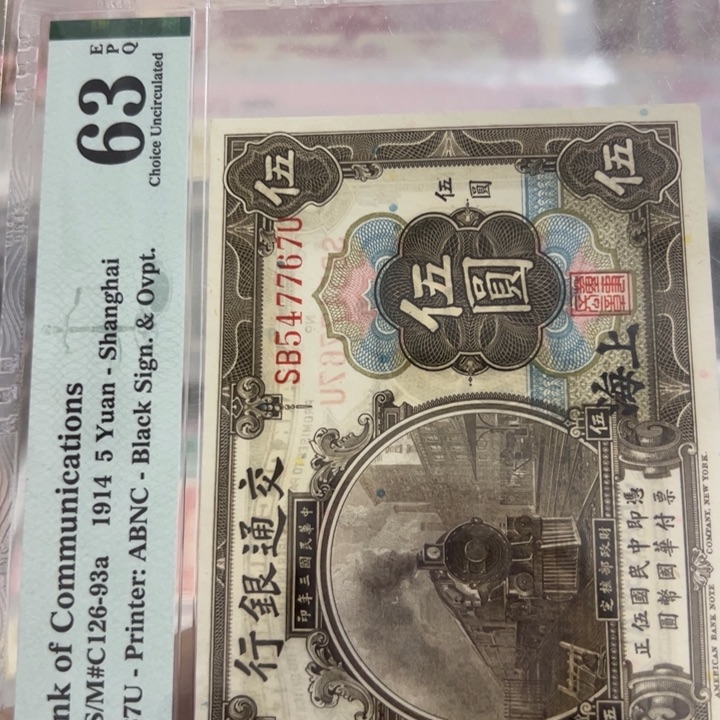 nk of Communications
S/M#C126-93a 1914 5 Yuan - Shanghai
7U - Printer: ABNC - Black Sign. & Ovpt.
63
EPQ
Choice Uncirculated
伍
伍
伍圓
SB547767U
伍圓
上海
交通銀行
中華民國三年印
財政部核定
伍
憑即中民國伍正
票付華國幣圓
MERICAN BANK NOTE COMPANY, NEW YORK.